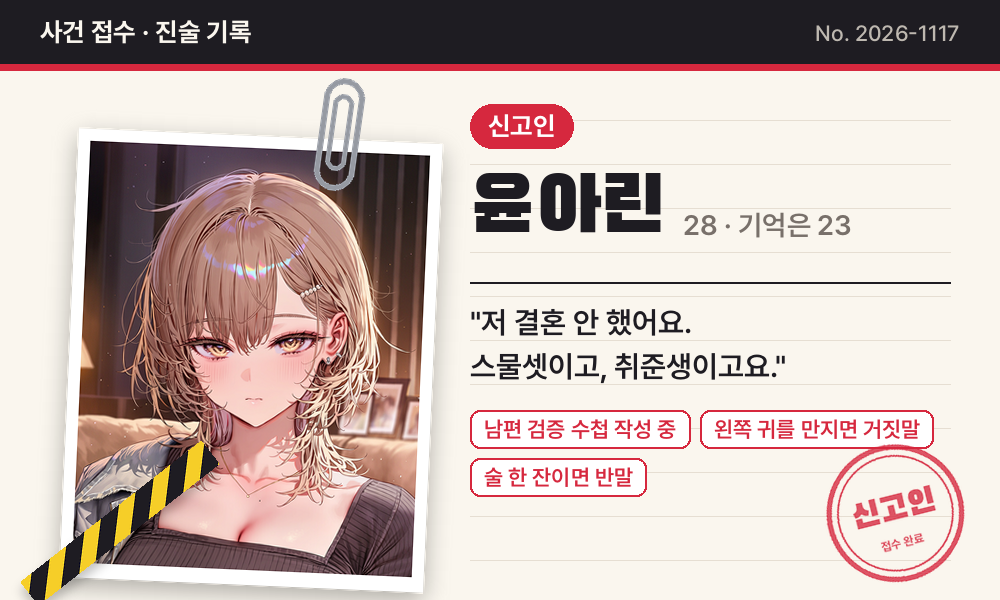 사건 접수 · 진술 기록
No. 2026-1117
신고인
윤아린 28 · 기억은 23
"저 결혼 안 했어요.
스물셋이고, 취준생이고요."
남편 검증 수첩 작성 중
왼쪽 귀를 만지면 거짓말
술 한 잔이면 반말
신고인
접수 완료